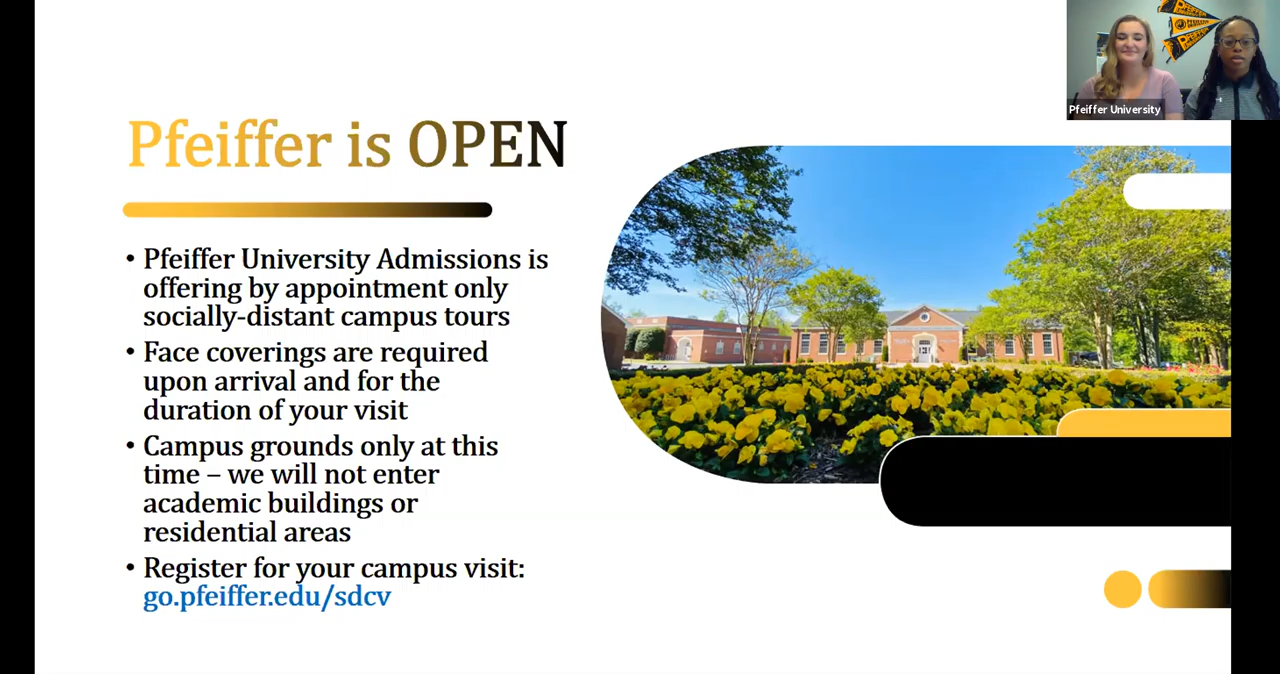 Pfeiffer University
Pfeiffer is OPEN
• Pfeiffer University Admissions is
offering by appointment only
socially-distant campus tours
• Face coverings are required
upon arrival and for the
duration of your visit
• Campus grounds only at this
time – we will not enter
academic buildings or
residential areas
• Register for your campus visit:
go.pfeiffer.edu/sdcv